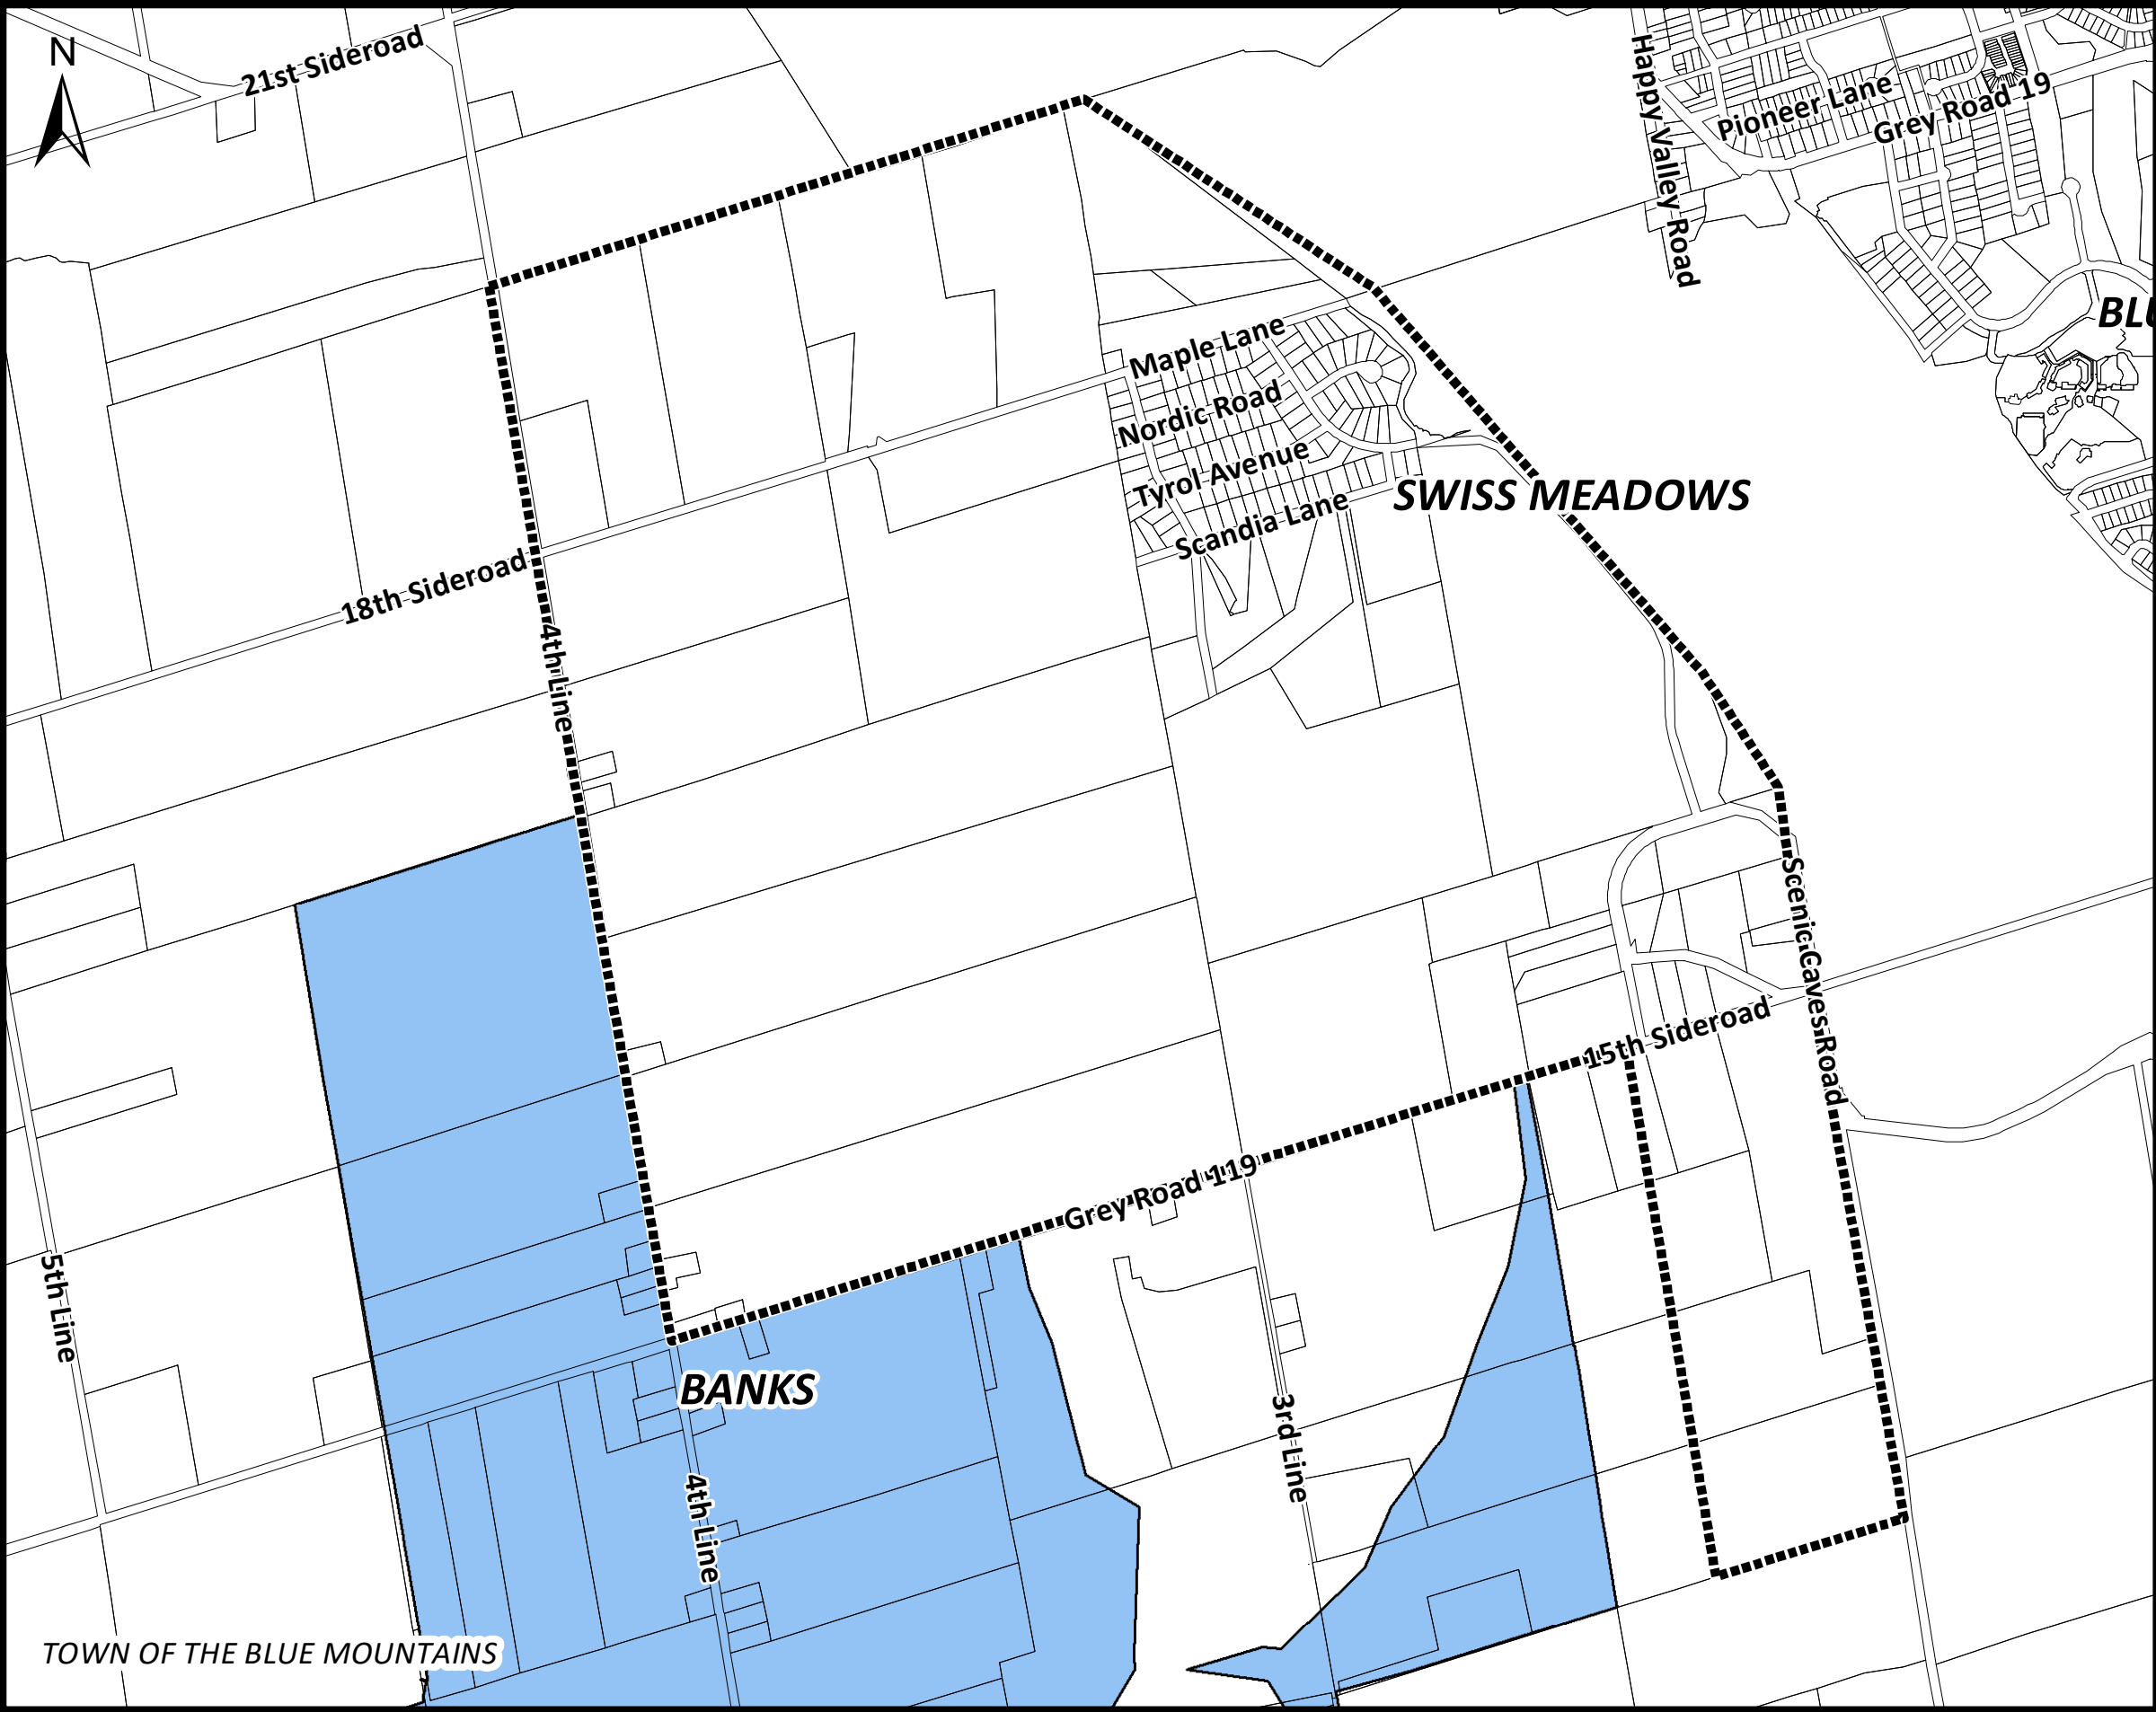 N
21st Sideroad
Happy Valley Road
Pioneer Lane
Grey Road 19
BLU
Maple Lane
Nordic Road
Tyrol Avenue
Scandia Lane
SWISS MEADOWS
18th Sideroad
4th Line
Scenic Caves Road
15th Sideroad
Grey Road 119
5th Line
BANKS
3rd Line
4th Line
TOWN OF THE BLUE MOUNTAINS